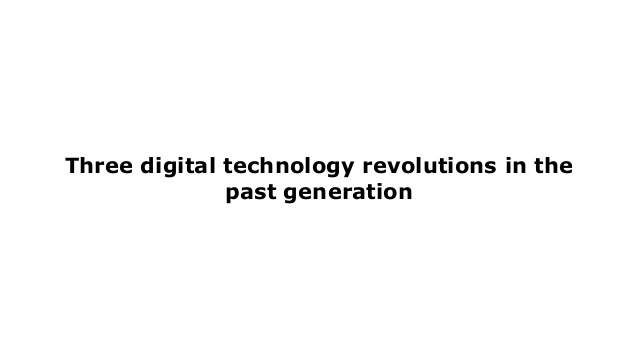 Three digital technology revolutions in the
past generation